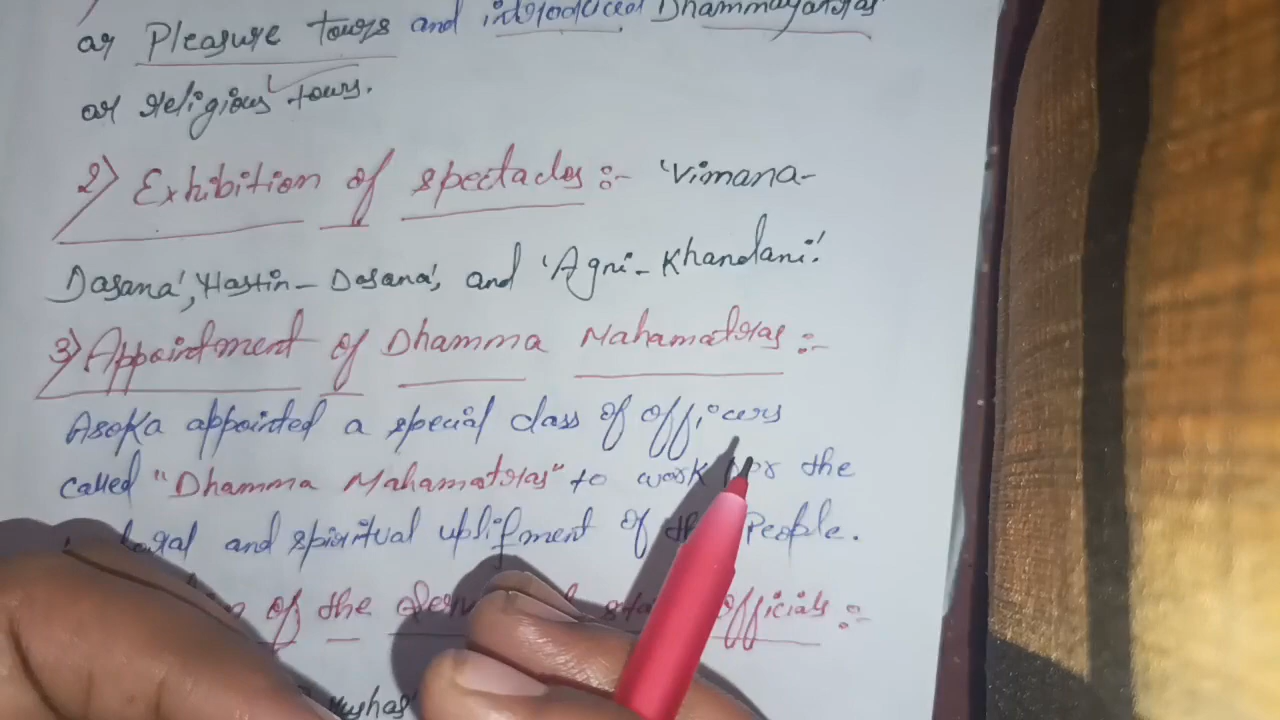 or Pleasure tours and introduced Dhammayantras
or religious tours.
2) Exhibition of spectacles :- 'Vimana-
Dasana', 'Hastin - Dasana', and 'Agni - Khandani'.
3) Appointment of Dhamma Mahamatras :-
Asoka appointed a special class of officers
called "Dhamma Mahamatras" to work for the
and spiritual upliftment of the People.
of the officials :-